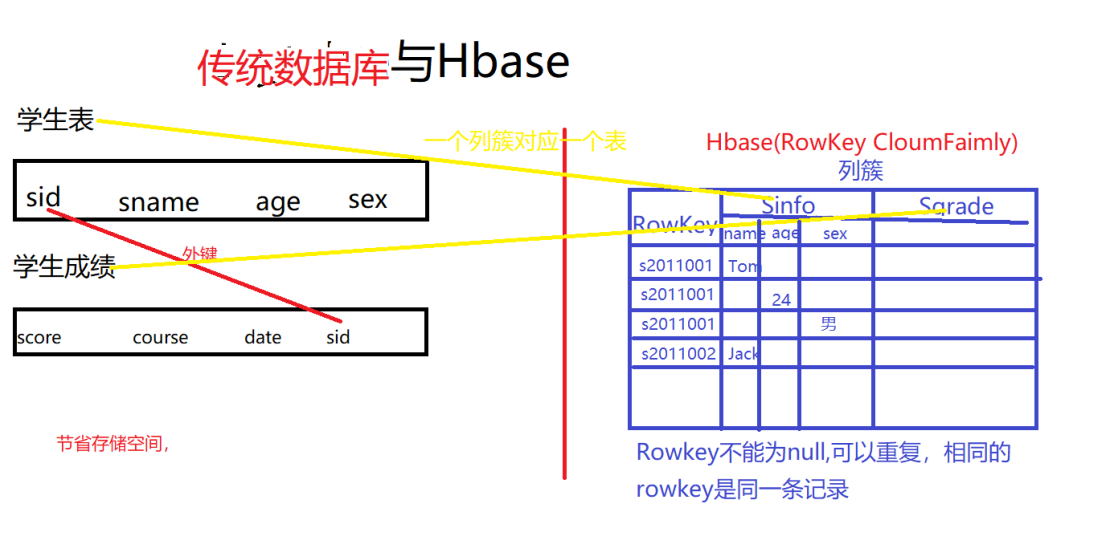 传统数据库与Hbase
学生表
一个列簇对应一个表
sid sname age sex
外键
学生成绩
score course date sid
节省存储空间，
Hbase(RowKey CloumFaimly)
列簇
RowKey Sinfo Sgrade
name age sex
s2011001 Tom
s2011001 24
s2011001 男
s2011002 Jack
Rowkey不能为null,可以重复，相同的
rowkey是同一条记录